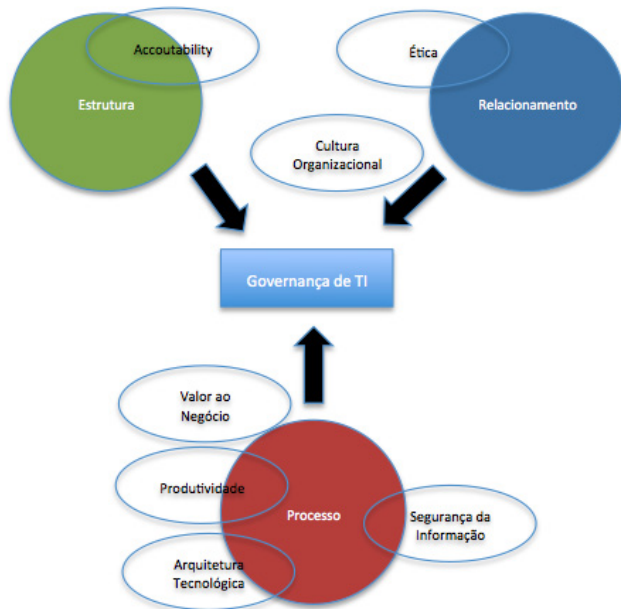 Accoutability
Estrutura
Ética
Relacionamento
Cultura
Organizacional
Governança de TI
Valor ao
Negócio
Produtividade
Processo
Segurança da
Informação
Arquitetura
Tecnológica